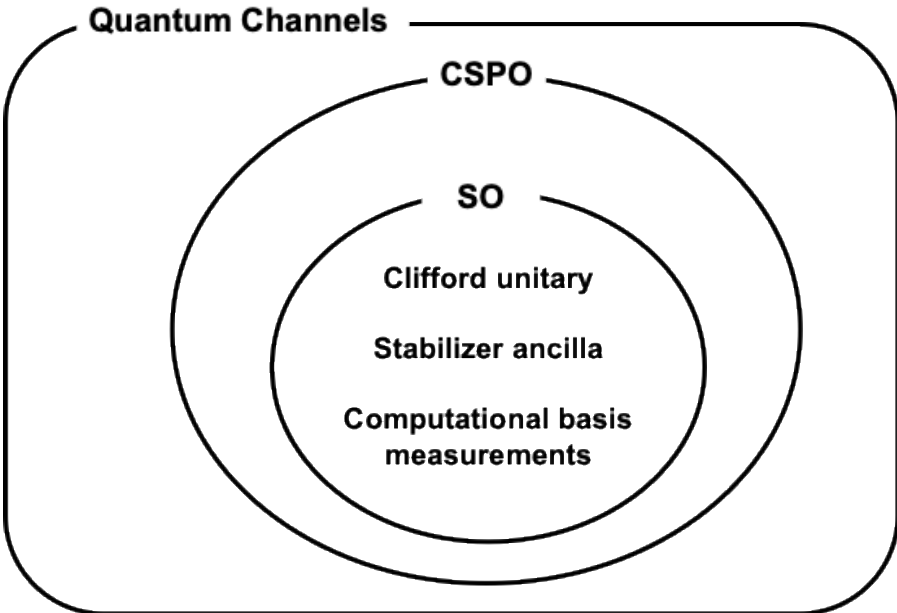 Quantum Channels
CSPO
SO
Clifford unitary
Stabilizer ancilla
Computational basis
measurements